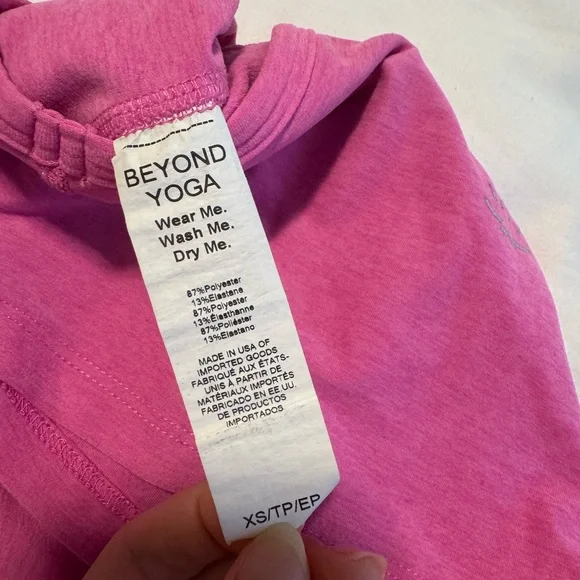 BEYOND
YOGA
Wear Me.
Wash Me.
Dry Me.
87%Polyester
13%Elastane
87%Polyester
13%Élasthanne
87%Poliéster
13%Elastano
MADE IN USA OF
IMPORTED GOODS
FABRIQUÉ AUX ÉTATS-
UNIS À PARTIR DE
MATÉRIAUX IMPORTÉS
FABRICADO EN EE.UU.
DE PRODUCTOS
IMPORTADOS
XS/TP/EP